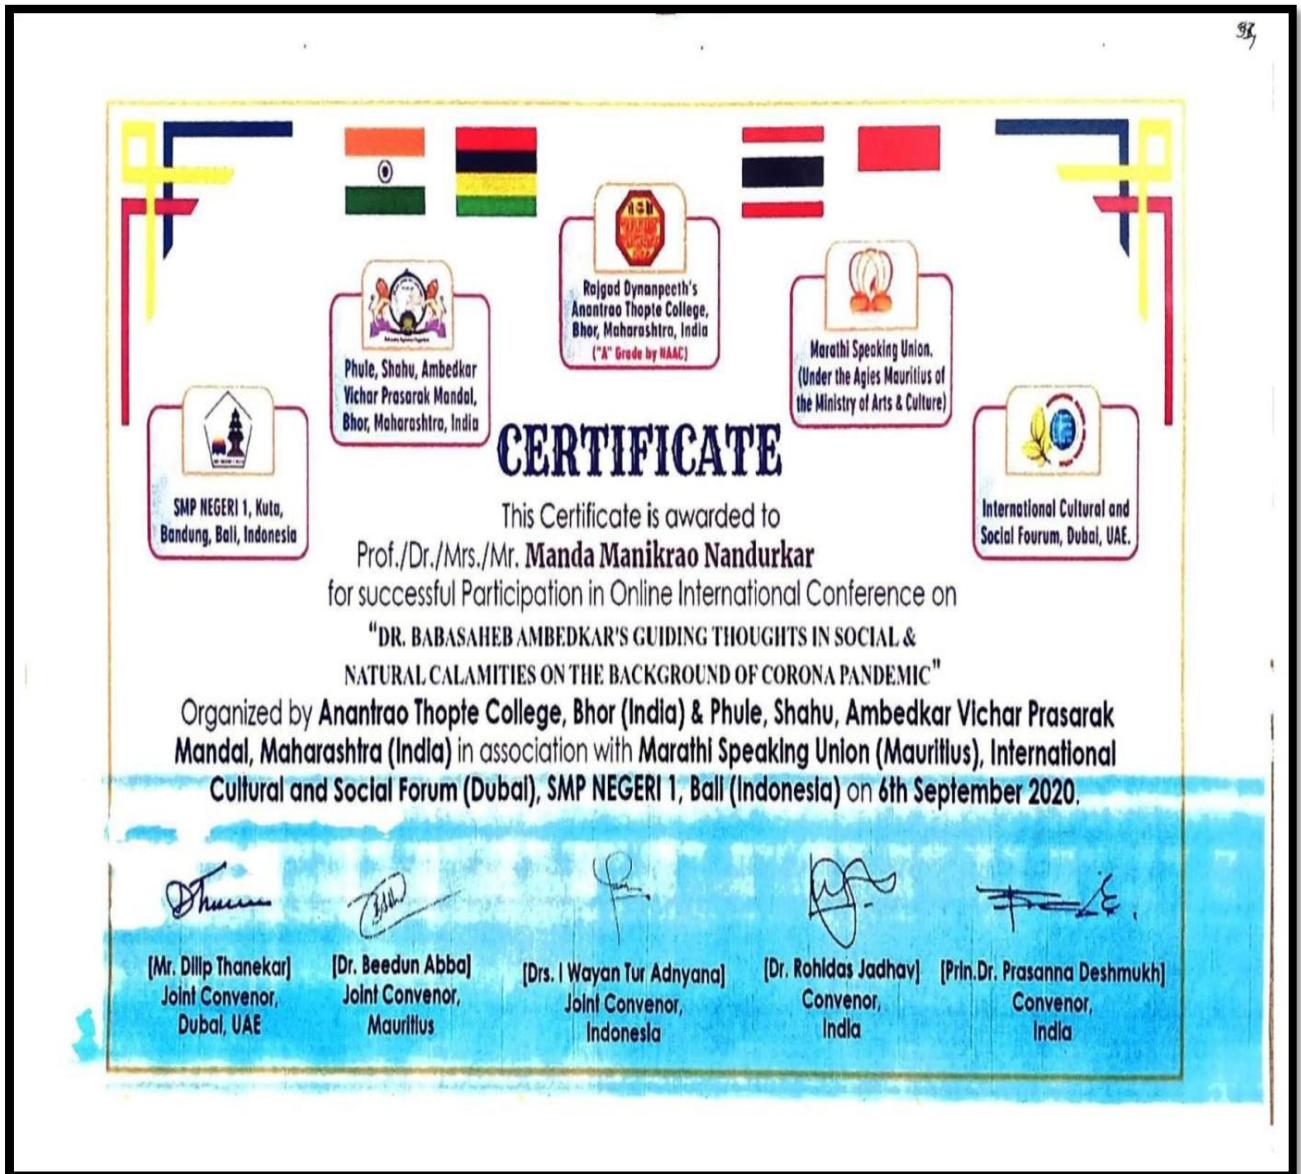 Rajgad Dynanpeeth's
Anantrao Thopte College,
Bhor, Maharashtra, India
("A" Grade by NAAC)
Phule, Shahu, Ambedkar
Vichar Prasarak Mandal,
Bhor, Maharashtra, India
Marathi Speaking Union.
(Under the Agies Mauritius of
the Ministry of Arts & Culture)
SMP NEGERI 1, Kuta,
Bandung, Bali, Indonesia
International Cultural and
Social Fourum, Dubai, UAE.
CERTIFICATE
This Certificate is awarded to
Prof./Dr./Mrs./Mr. Manda Manikrao Nandurkar
for successful Participation in Online International Conference on
"DR. BABASAHEB AMBEDKAR'S GUIDING THOUGHTS IN SOCIAL &
NATURAL CALAMITIES ON THE BACKGROUND OF CORONA PANDEMIC"
Organized by Anantrao Thopte College, Bhor (India) & Phule, Shahu, Ambedkar Vichar Prasarak
Mandal, Maharashtra (India) in association with Marathi Speaking Union (Mauritius), International
Cultural and Social Forum (Dubai), SMP NEGERI 1, Bali (Indonesia) on 6th September 2020.
[Mr. Dilip Thanekar]
Joint Convenor,
Dubai, UAE
[Dr. Beedun Abba]
Joint Convenor,
Mauritius
[Drs. I Wayan Tur Adnyana]
Joint Convenor,
Indonesia
[Dr. Rohidas Jadhav]
Convenor,
India
[Prin.Dr. Prasanna Deshmukh]
Convenor,
India